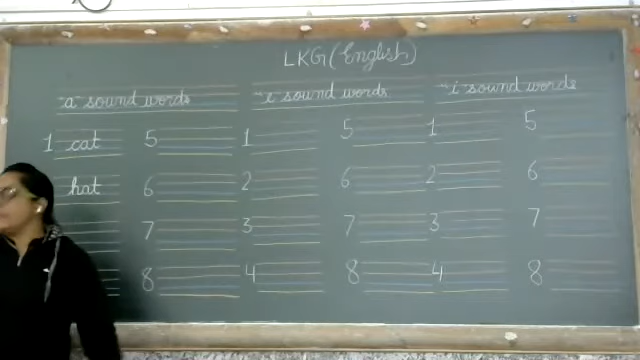 LKG (English)
"a" sound words "e" sound words "i" sound words
1 cat 5 1 5 1 5
hat 6 2 6 2 6
7 3 7 3 7
8 4 8 4 8